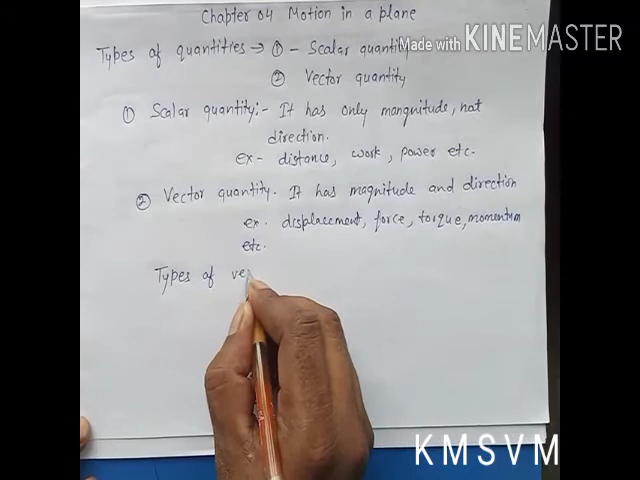 Chapter 04 Motion in a plane
Types of quantities → ① - Scalar quantity
Made with KINEMASTER
② Vector quantity
① Scalar quantity:- It has only mangnitude, not
direction.
ex- distance, work, power etc.
② Vector quantity. It has magnitude and direction
ex. displacement, force, torque, momentum
etc.
Types of ve
KMSVM